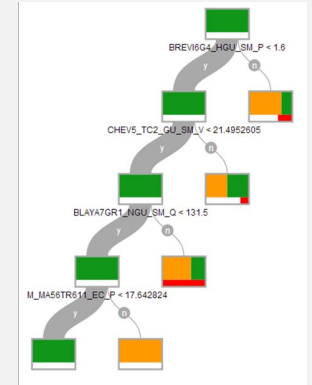 BREVI6G4_HGU_SM_P < 1.6
y
n
CHEV5_TC2_GU_SM_V < 21.4952605
y
n
BLAYA7GR1_NGU_SM_Q < 131.5
y
n
M_MA56TR611_EC_P < 17.642824
y
n